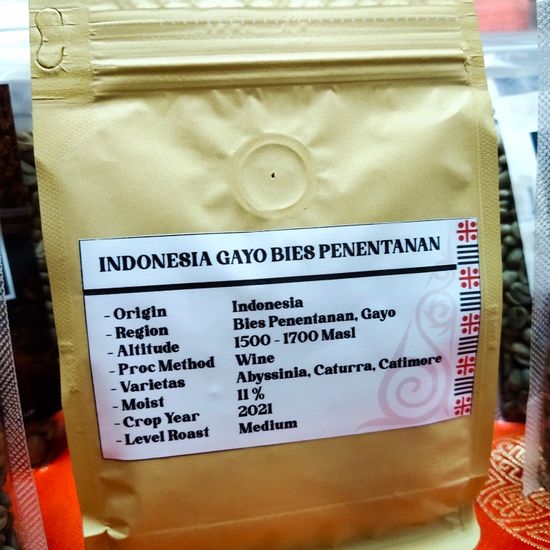 INDONESIA GAYO BIES PENENTANAN
- Origin Indonesia
- Region Bies Penentanan, Gayo
- Altitude 1500 - 1700 Masl
- Proc Method Wine
- Varietas Abyssinia, Caturra, Catimore
- Moist 11 %
- Crop Year 2021
- Level Roast Medium